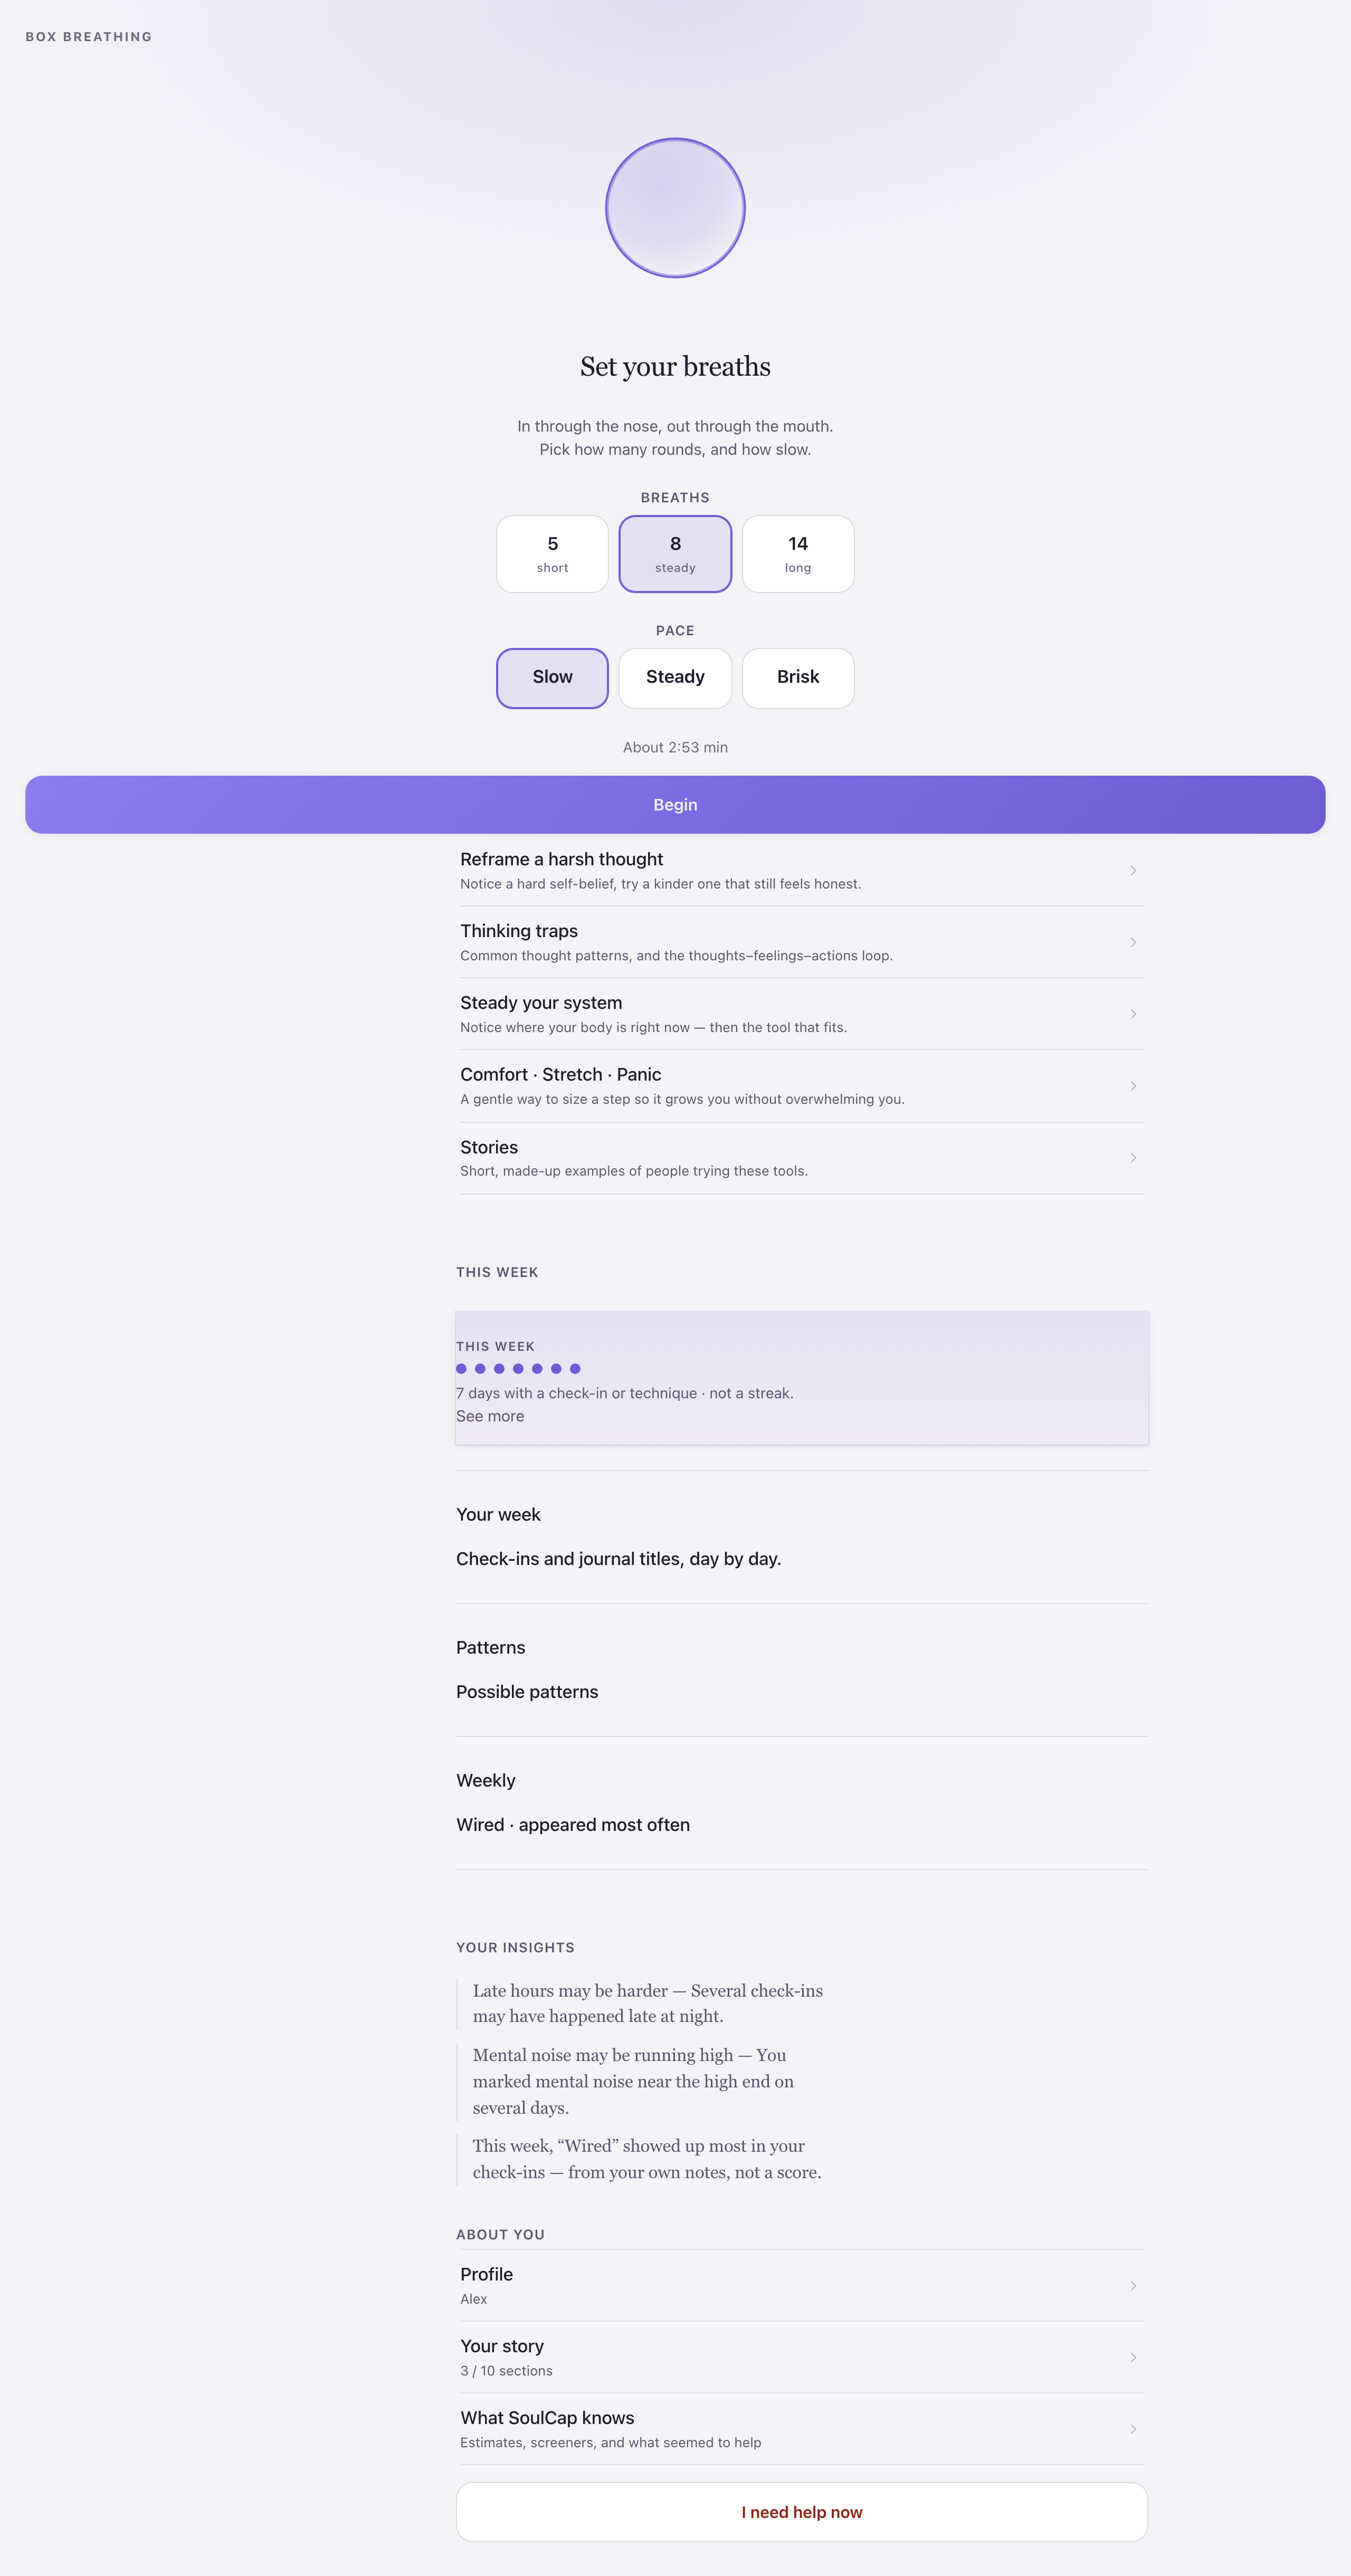 BOX BREATHING
Set your breaths
In through the nose, out through the mouth.
Pick how many rounds, and how slow.
BREATHS
5
short
8
steady
14
long
PACE
Slow
Steady
Brisk
About 2:53 min
Begin
Reframe a harsh thought
Notice a hard self-belief, try a kinder one that still feels honest.
Thinking traps
Common thought patterns, and the thoughts–feelings–actions loop.
Steady your system
Notice where your body is right now — then the tool that fits.
Comfort · Stretch · Panic
A gentle way to size a step so it grows you without overwhelming you.
Stories
Short, made-up examples of people trying these tools.
THIS WEEK
THIS WEEK
7 days with a check-in or technique · not a streak.
See more
Your week
Check-ins and journal titles, day by day.
Patterns
Possible patterns
Weekly
Wired · appeared most often
YOUR INSIGHTS
Late hours may be harder — Several check-ins
may have happened late at night.
Mental noise may be running high — You
marked mental noise near the high end on
several days.
This week, “Wired” showed up most in your
check-ins — from your own notes, not a score.
ABOUT YOU
Profile
Alex
Your story
3 / 10 sections
What SoulCap knows
Estimates, screeners, and what seemed to help
I need help now